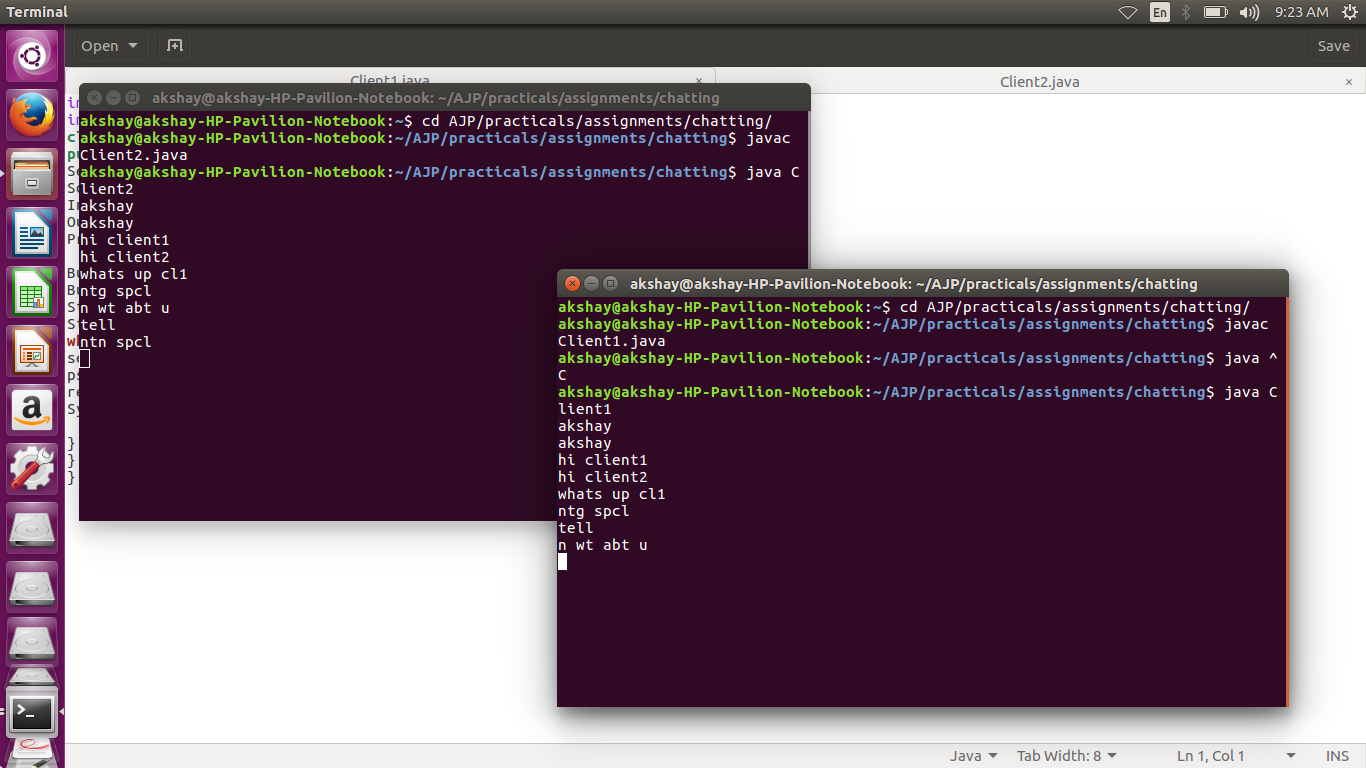 Terminal
En
9:23 AM
Open
Save
Client1.java
Client2.java
akshay@akshay-HP-Pavilion-Notebook: ~/AJP/practicals/assignments/chatting
akshay@akshay-HP-Pavilion-Notebook:~$ cd AJP/practicals/assignments/chatting/
akshay@akshay-HP-Pavilion-Notebook:~/AJP/practicals/assignments/chatting$ javac
Client2.java
akshay@akshay-HP-Pavilion-Notebook:~/AJP/practicals/assignments/chatting$ java C
lient2
akshay
akshay
hi client1
hi client2
whats up cl1
ntg spcl
n wt abt u
tell
ntn spcl
akshay@akshay-HP-Pavilion-Notebook: ~/AJP/practicals/assignments/chatting
akshay@akshay-HP-Pavilion-Notebook:~$ cd AJP/practicals/assignments/chatting/
akshay@akshay-HP-Pavilion-Notebook:~/AJP/practicals/assignments/chatting$ javac
Client1.java
akshay@akshay-HP-Pavilion-Notebook:~/AJP/practicals/assignments/chatting$ java ^
C
akshay@akshay-HP-Pavilion-Notebook:~/AJP/practicals/assignments/chatting$ java C
lient1
akshay
akshay
hi client1
hi client2
whats up cl1
ntg spcl
tell
n wt abt u
}
}
}
Java
Tab Width: 8
Ln 1, Col 1
INS